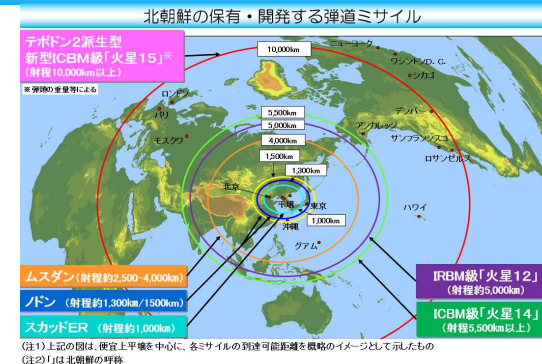 北朝鮮の保有・開発する弾道ミサイル
テポドン2派生型
新型ICBM級「火星15」※
(射程10,000km以上)
※弾頭の重量等による
10,000km
ニューヨーク
ワシントンD.C.
シカゴ
デンバー
アンカレッジ
サンフランシスコ
ロサンゼルス
ロンドン
パリ
モスクワ
5,500km
5,000km
4,000km
1,500km
1,300km
北京
平壌
東京
1,000km
沖縄
グアム
ハワイ
ムスダン(射程約2,500-4,000km)
ノドン(射程約1,300km/1500km)
スカッドER(射程約1,000km)
IRBM級「火星12」
(射程約5,000km)
ICBM級「火星14」
(射程5,500km以上)
(注1)上記の図は、便宜上平壌を中心に、各ミサイルの到達可能距離を概略のイメージとして示したもの
(注2)「」は北朝鮮の呼称